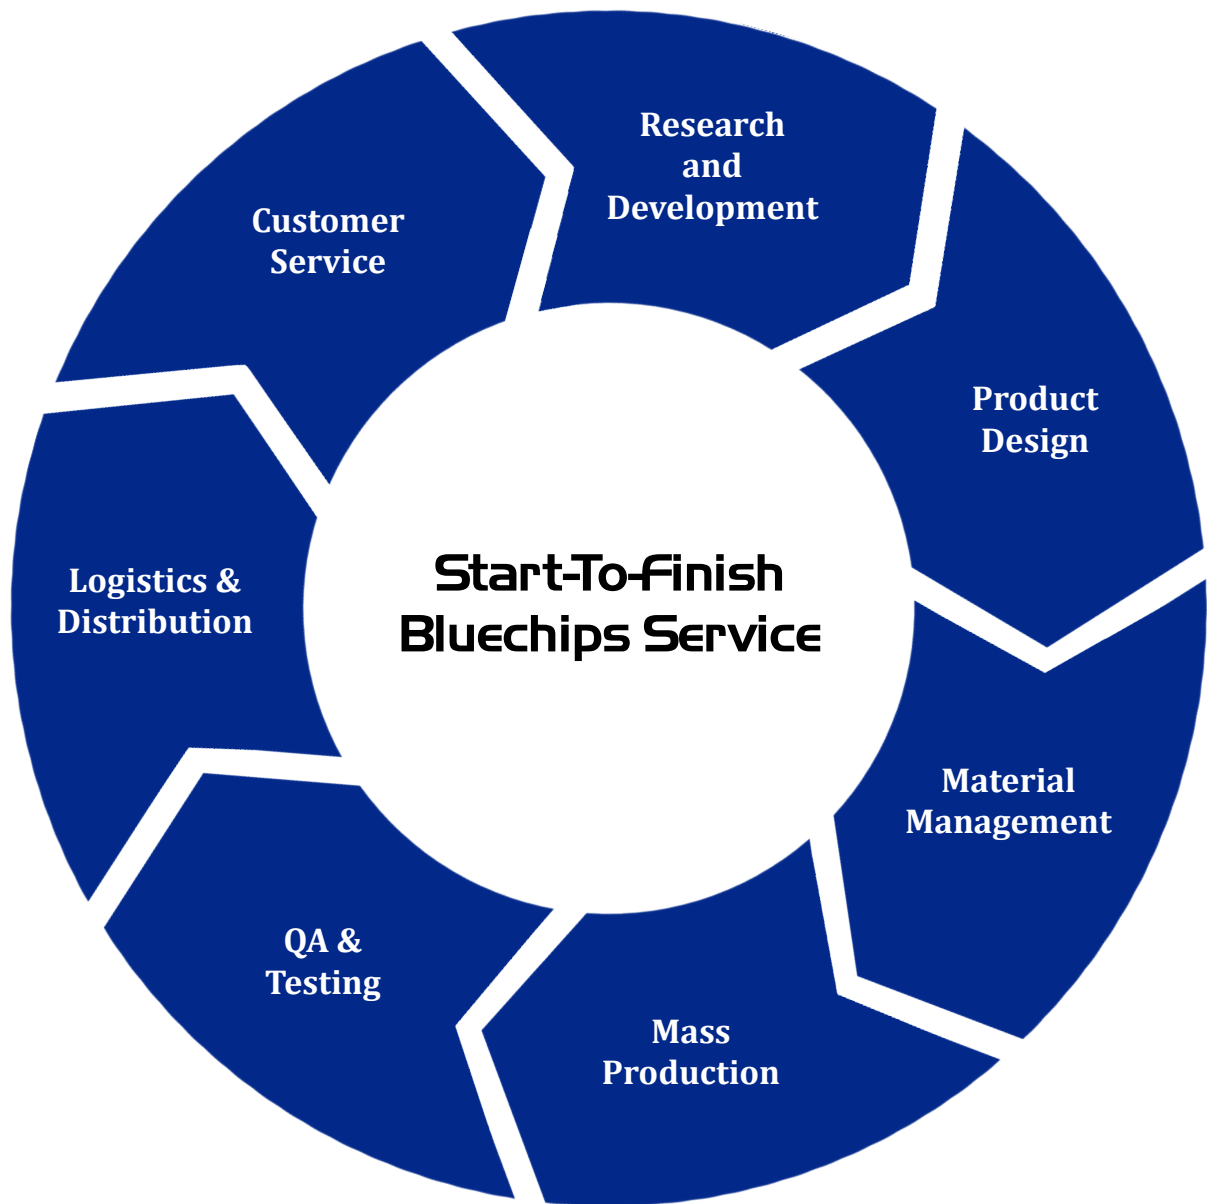 Research
and
Development
Product
Design
Material
Management
Mass
Production
QA &
Testing
Logistics &
Distribution
Customer
Service
Start-To-Finish
Bluechips Service